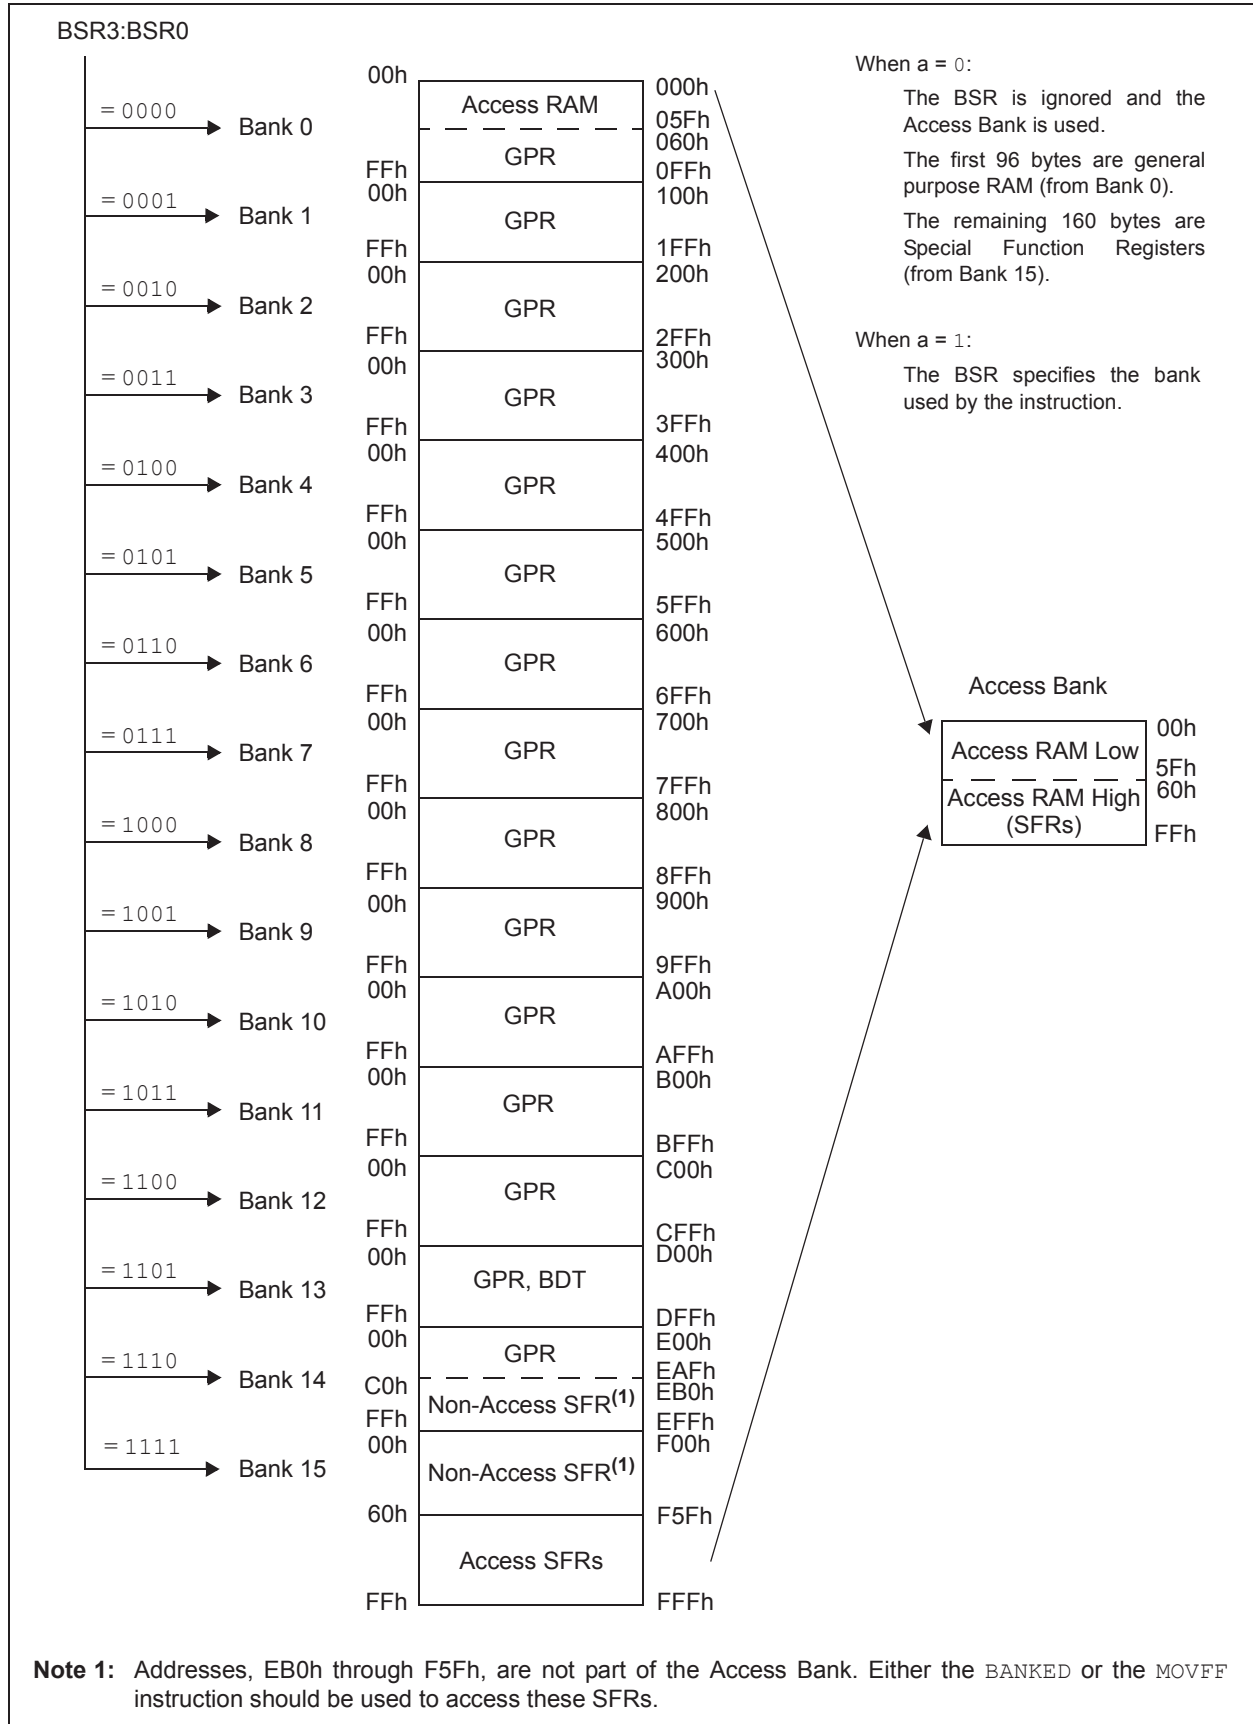 BSR3:BSR0
= 0000
Bank 0
= 0001
Bank 1
= 0010
Bank 2
= 0011
Bank 3
= 0100
Bank 4
= 0101
Bank 5
= 0110
Bank 6
= 0111
Bank 7
= 1000
Bank 8
= 1001
Bank 9
= 1010
Bank 10
= 1011
Bank 11
= 1100
Bank 12
= 1101
Bank 13
= 1110
Bank 14
= 1111
Bank 15
00h
Access RAM
000h
05Fh
060h
GPR
FFh
0FFh
00h
100h
GPR
FFh
1FFh
00h
200h
GPR
FFh
2FFh
00h
300h
GPR
FFh
3FFh
00h
400h
GPR
FFh
4FFh
00h
500h
GPR
FFh
5FFh
00h
600h
GPR
FFh
6FFh
00h
700h
GPR
FFh
7FFh
00h
800h
GPR
FFh
8FFh
00h
900h
GPR
FFh
9FFh
00h
A00h
GPR
FFh
AFFh
00h
B00h
GPR
FFh
BFFh
00h
C00h
GPR
FFh
CFFh
00h
D00h
GPR, BDT
FFh
DFFh
00h
E00h
GPR
EAFh
C0h
EB0h
Non-Access SFR(1)
FFh
EFFh
00h
F00h
Non-Access SFR(1)
60h
F5Fh
Access SFRs
FFh
FFFh
When a = 0:
The BSR is ignored and the
Access Bank is used.
The first 96 bytes are general
purpose RAM (from Bank 0).
The remaining 160 bytes are
Special Function Registers
(from Bank 15).
When a = 1:
The BSR specifies the bank
used by the instruction.
Access Bank
00h
Access RAM Low
5Fh
60h
Access RAM High
(SFRs)
FFh
Note 1: Addresses, EB0h through F5Fh, are not part of the Access Bank. Either the BANKED or the MOVFF
instruction should be used to access these SFRs.